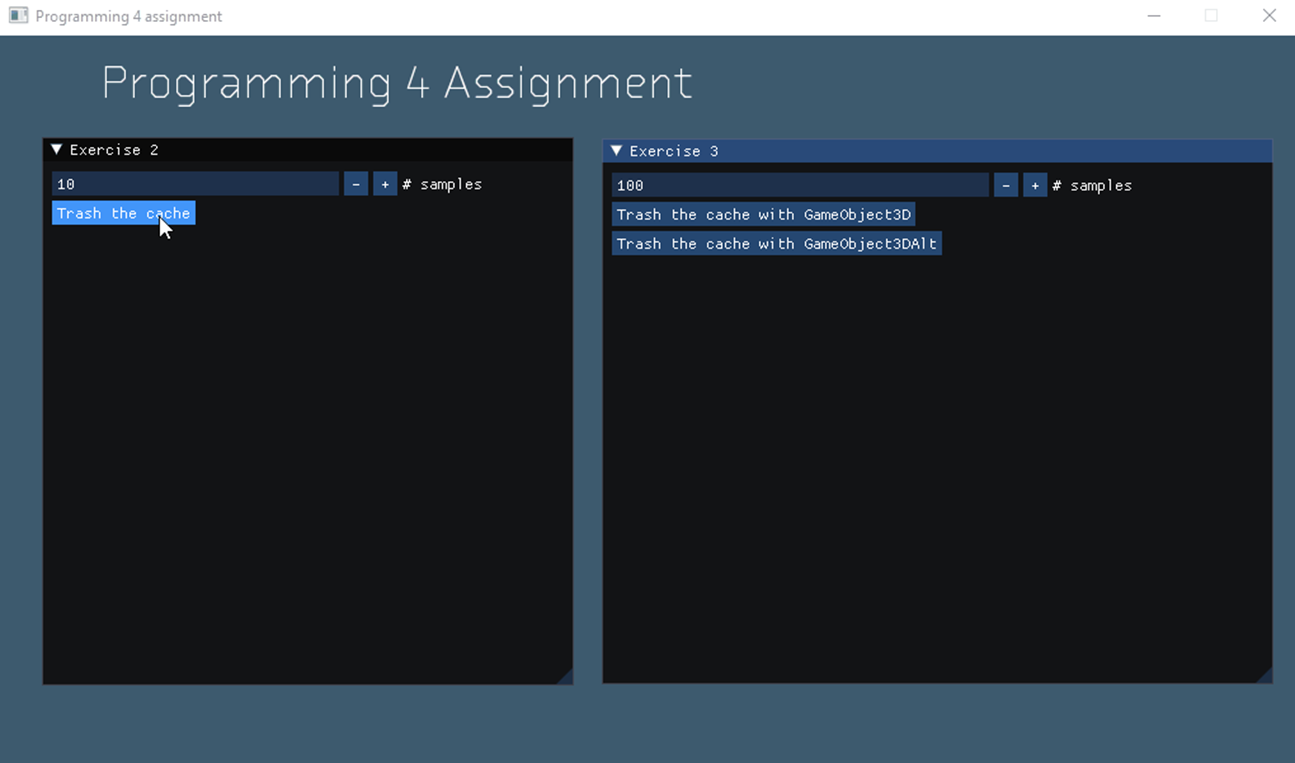 Programming 4 assignment
Programming 4 Assignment
Exercise 2
10 - + # samples
Trash the cache
Exercise 3
100 - + # samples
Trash the cache with GameObject3D
Trash the cache with GameObject3DAlt